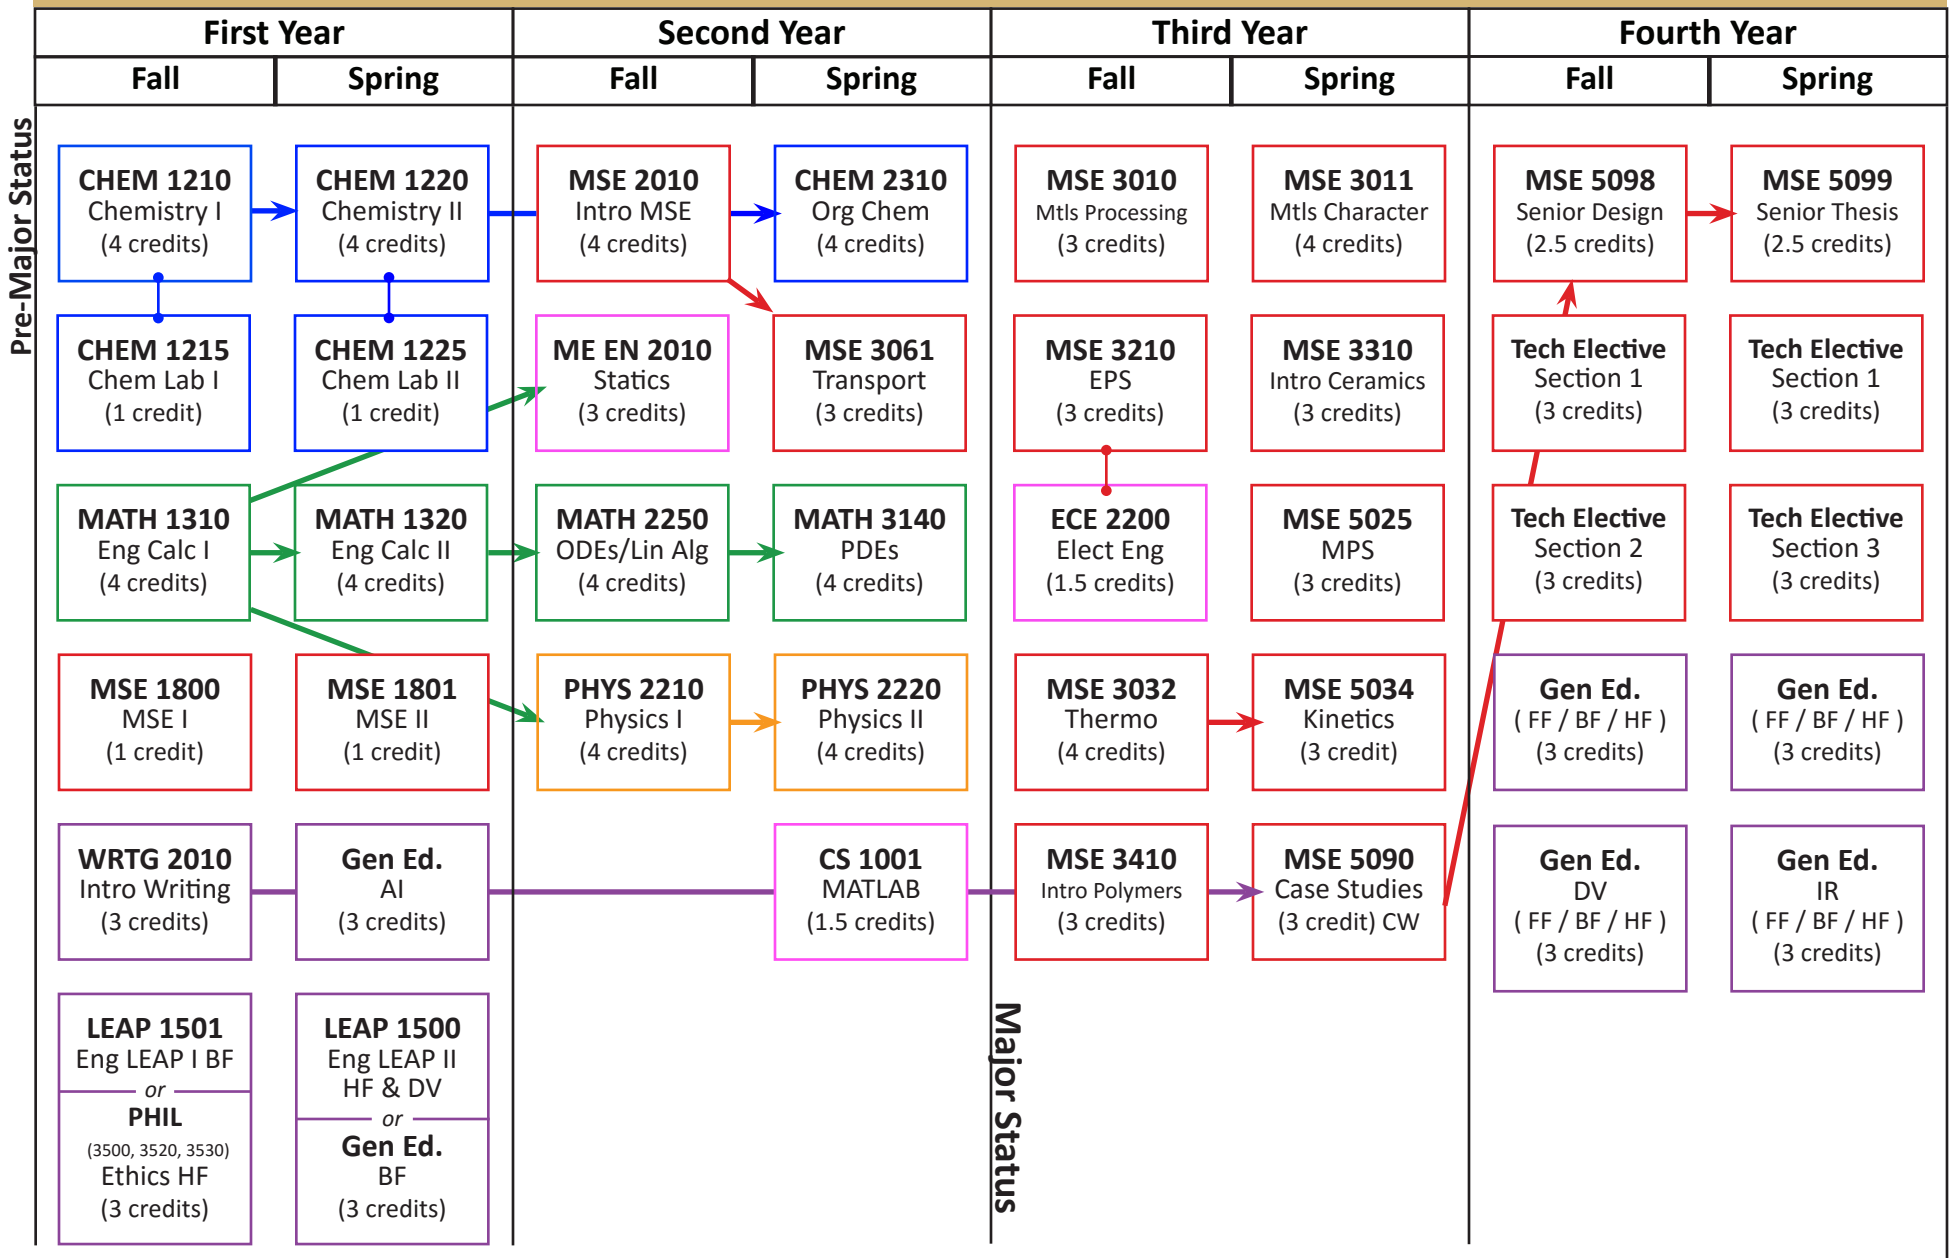 First Year
Second Year
Third Year
Fourth Year
Fall
Spring
Fall
Spring
Fall
Spring
Fall
Spring
Pre-Major Status
CHEM 1210
Chemistry I
(4 credits)
CHEM 1220
Chemistry II
(4 credits)
MSE 2010
Intro MSE
(4 credits)
CHEM 2310
Org Chem
(4 credits)
MSE 3010
Mtls Processing
(3 credits)
MSE 3011
Mtls Character
(4 credits)
MSE 5098
Senior Design
(2.5 credits)
MSE 5099
Senior Thesis
(2.5 credits)
CHEM 1215
Chem Lab I
(1 credit)
CHEM 1225
Chem Lab II
(1 credit)
ME EN 2010
Statics
(3 credits)
MSE 3061
Transport
(3 credits)
MSE 3210
EPS
(3 credits)
MSE 3310
Intro Ceramics
(3 credits)
Tech Elective
Section 1
(3 credits)
Tech Elective
Section 1
(3 credits)
MATH 1310
Eng Calc I
(4 credits)
MATH 1320
Eng Calc II
(4 credits)
MATH 2250
ODEs/Lin Alg
(4 credits)
MATH 3140
PDEs
(4 credits)
ECE 2200
Elect Eng
(1.5 credits)
MSE 5025
MPS
(3 credits)
Tech Elective
Section 2
(3 credits)
Tech Elective
Section 3
(3 credits)
MSE 1800
MSE I
(1 credit)
MSE 1801
MSE II
(1 credit)
PHYS 2210
Physics I
(4 credits)
PHYS 2220
Physics II
(4 credits)
MSE 3032
Thermo
(4 credits)
MSE 5034
Kinetics
(3 credit)
Gen Ed.
( FF / BF / HF )
(3 credits)
Gen Ed.
( FF / BF / HF )
(3 credits)
WRTG 2010
Intro Writing
(3 credits)
Gen Ed.
AI
(3 credits)
CS 1001
MATLAB
(1.5 credits)
MSE 3410
Intro Polymers
(3 credits)
MSE 5090
Case Studies
(3 credit) CW
Gen Ed.
DV
( FF / BF / HF )
(3 credits)
Gen Ed.
IR
( FF / BF / HF )
(3 credits)
LEAP 1501
Eng LEAP I BF
or
PHIL
(3500, 3520, 3530)
Ethics HF
(3 credits)
LEAP 1500
Eng LEAP II
HF & DV
or
Gen Ed.
BF
(3 credits)
Major Status